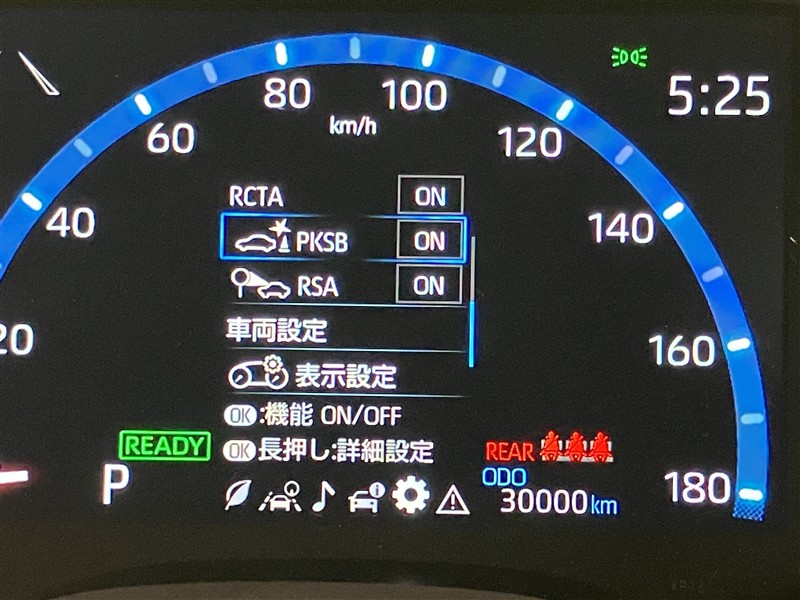 80
100
5:25
60
km/h
120
RCTA ON
40
PKSB ON
140
RSA ON
車両設定
20
160
表示設定
OK:機能 ON/OFF
READY
OK長押し:詳細設定
REAR
P
ODO
180
30000km